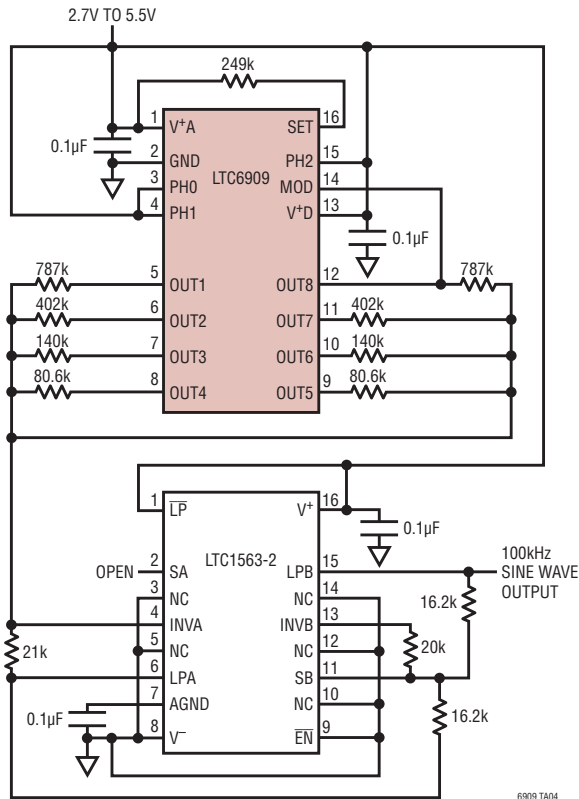 2.7V TO 5.5V
249k
1
V+A
SET
16
0.1µF
2
GND
LTC6909
PH2
15
3
PH0
MOD
14
4
PH1
V+D
13
0.1µF
787k
5
OUT1
OUT8
12
787k
402k
6
OUT2
OUT7
11
402k
140k
7
OUT3
OUT6
10
140k
80.6k
8
OUT4
OUT5
9
80.6k
1
LP
V+
16
0.1µF
OPEN
2
SA
LTC1563-2
LPB
15
100kHz
SINE WAVE
OUTPUT
3
NC
NC
14
16.2k
4
INVA
INVB
13
21k
5
NC
NC
12
20k
6
LPA
SB
11
0.1µF
7
AGND
NC
10
16.2k
8
V–
EN
9
6909 TA04